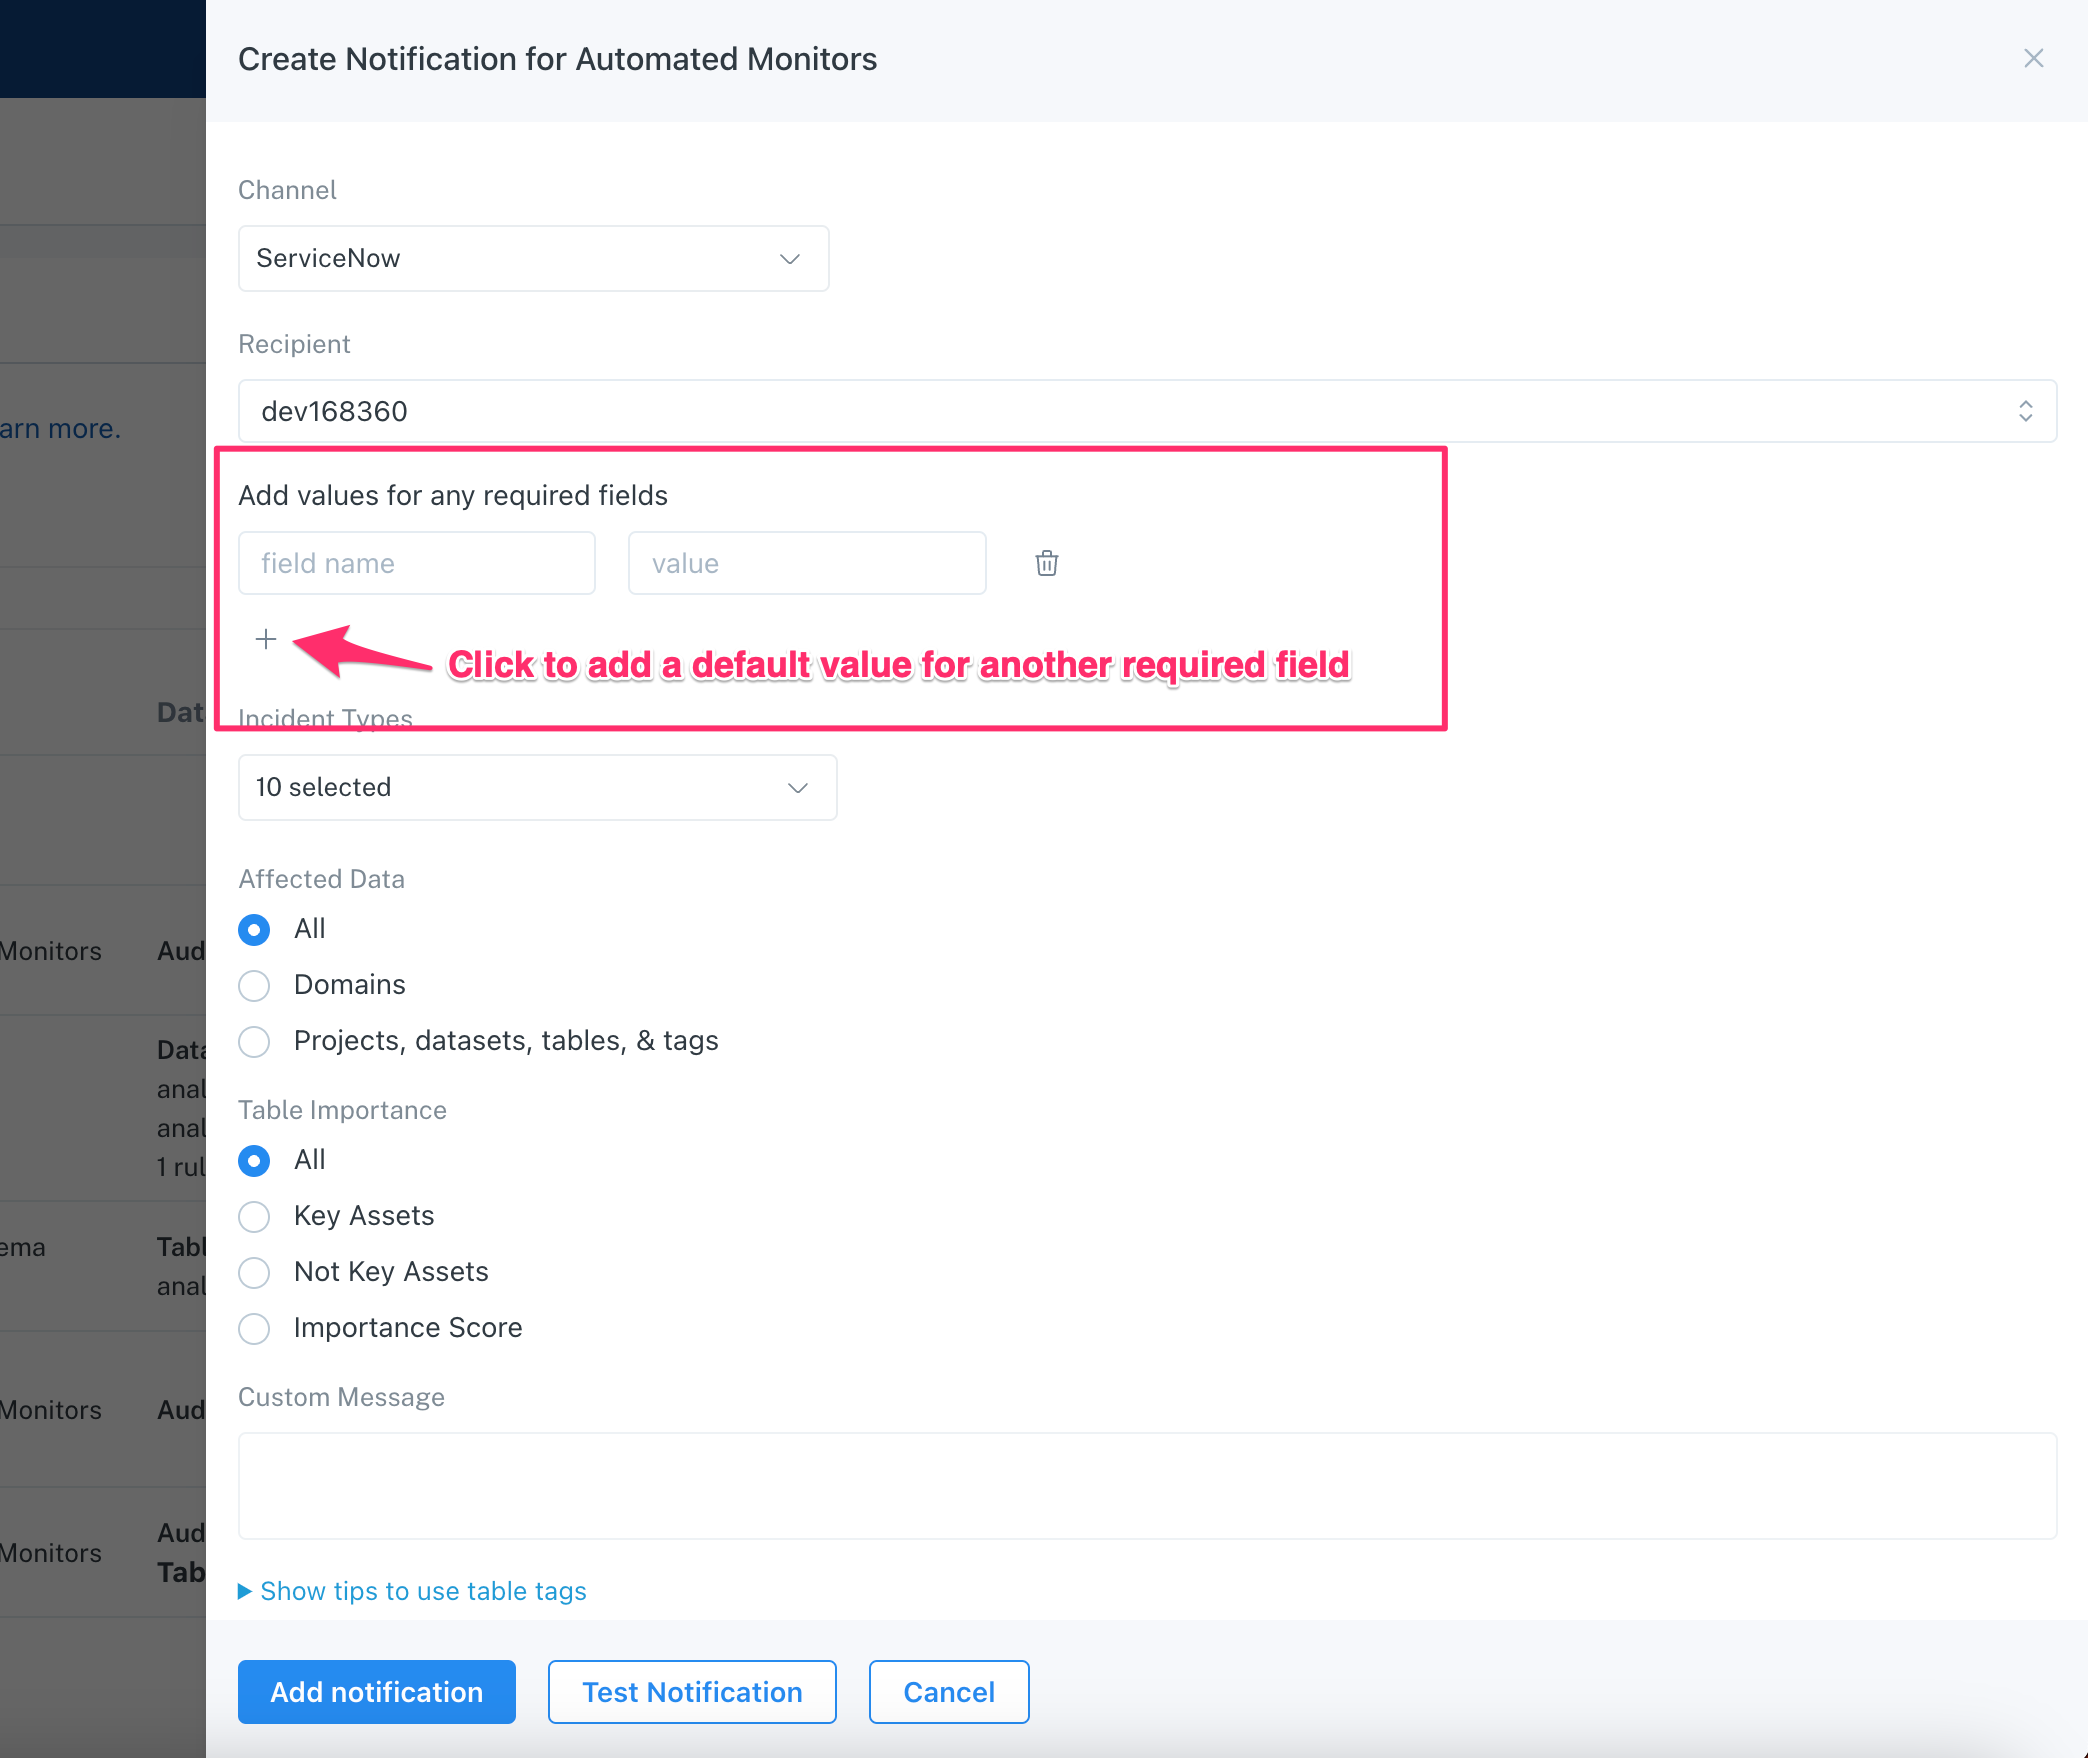 Create Notification for Automated Monitors
Channel
ServiceNow
Recipient
dev168360
arn more.
Add values for any required fields
field name value
Click to add a default value for another required field
Dat
Incident Types
10 selected
Affected Data
All
Monitors Aud
Domains
Projects, datasets, tables, & tags
Data
anal
anal
1 rul
Table Importance
All
Key Assets
ema Tabl
Not Key Assets
anal
Importance Score
Custom Message
Monitors Aud
Aud
Monitors
Tab
Show tips to use table tags
Add notification Test Notification Cancel